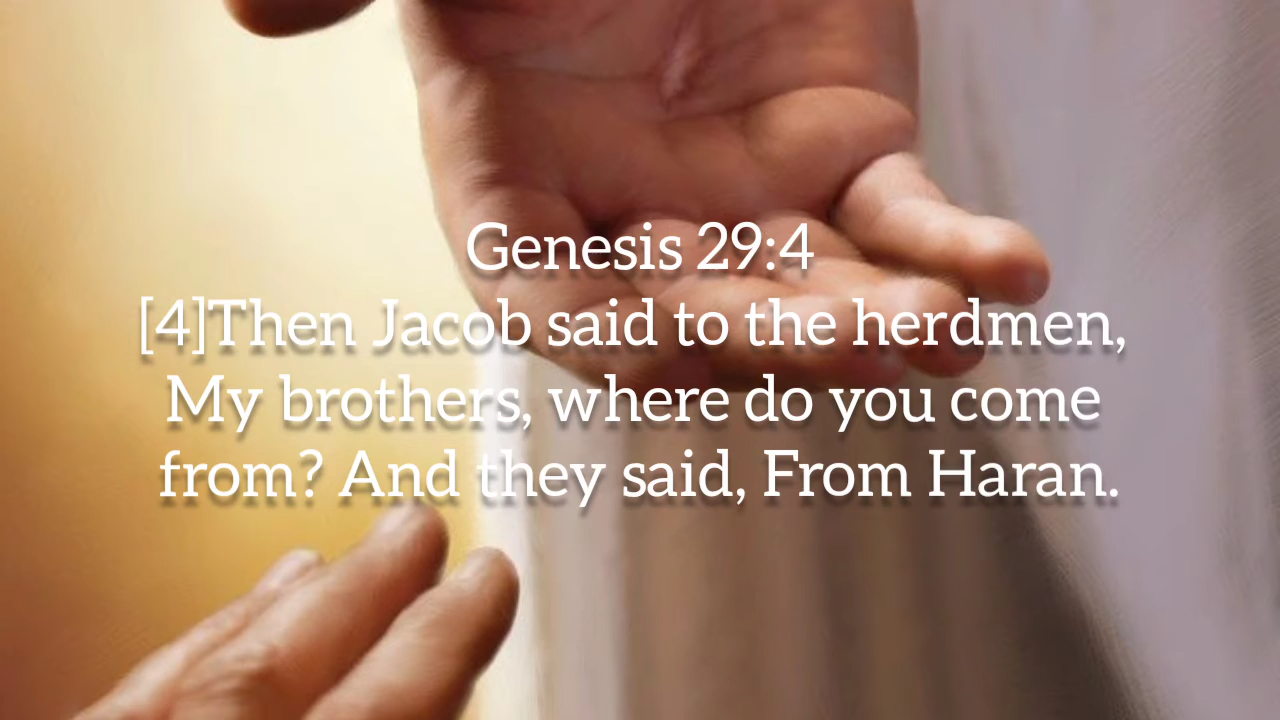 Genesis 29:4
[4]Then Jacob said to the herdmen,
My brothers, where do you come
from? And they said, From Haran.